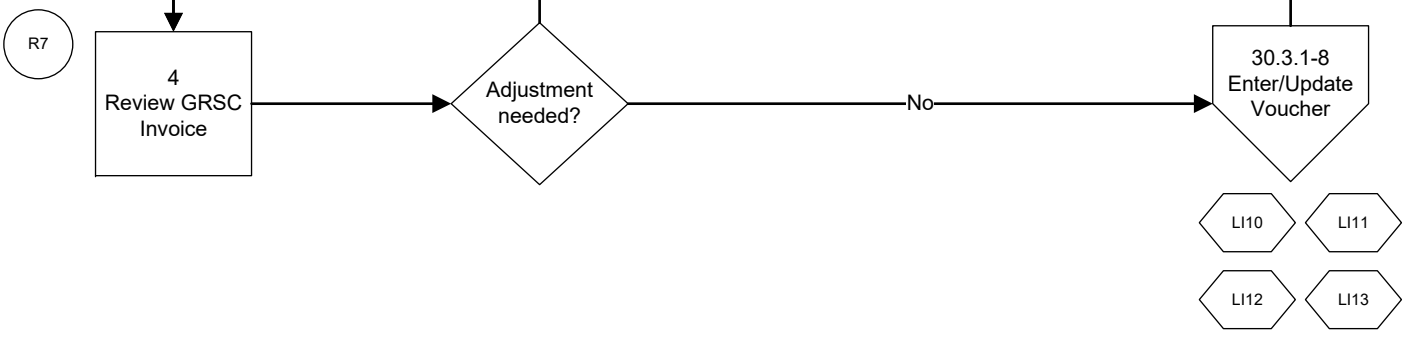 R7
4
Review GRSC
Invoice
Adjustment
needed?
No
30.3.1-8
Enter/Update
Voucher
LI10
LI11
LI12
LI13